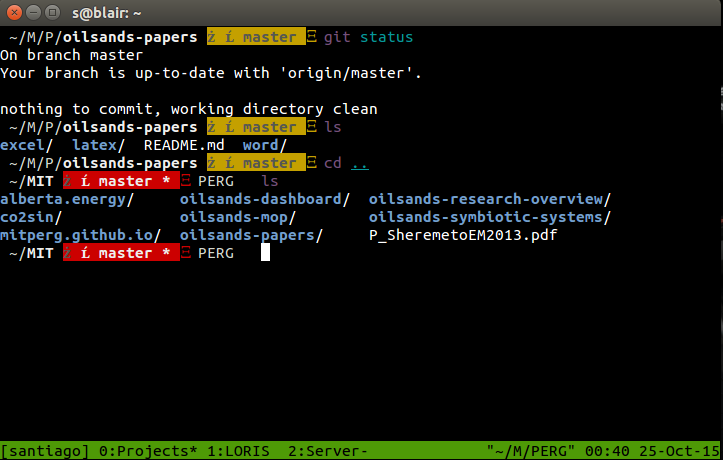 s@blair: ~
~/M/P/oilsands-papers ż í master Ξ git status
On branch master
Your branch is up-to-date with 'origin/master'.
nothing to commit, working directory clean
~/M/P/oilsands-papers ż í master Ξ ls
excel/ latex/ README.md word/
~/M/P/oilsands-papers ż í master Ξ cd ..
~/MIT ż í master * Ξ PERG ls
alberta.energy/ oilsands-dashboard/ oilsands-research-overview/
co2sin/ oilsands-mop/ oilsands-symbiotic-systems/
mitperg.github.io/ oilsands-papers/ P_SheremetoEM2013.pdf
~/MIT ż í master * Ξ PERG
[santiago] 0:Projects* 1:LORIS 2:Server- "~/M/PERG" 00:40 25-Oct-15